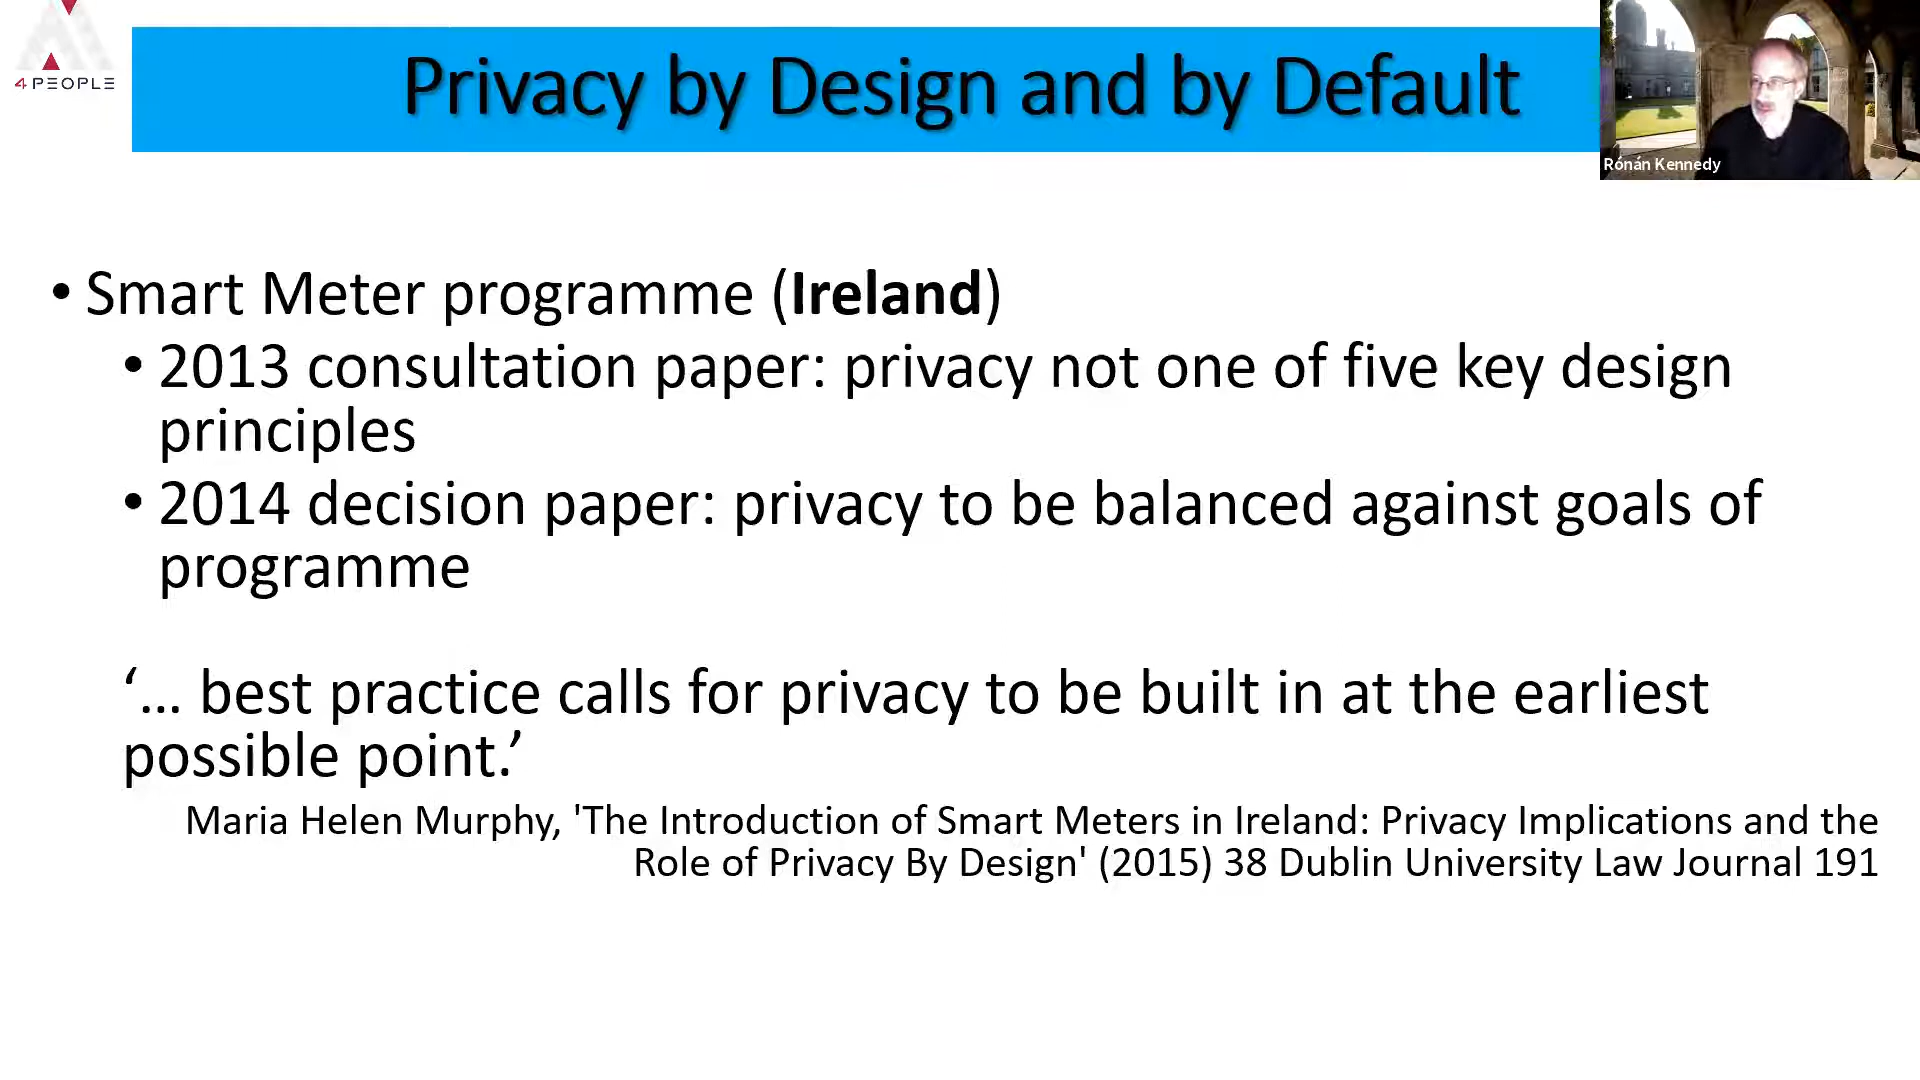 4PEOPLE
Privacy by Design and by Default
Rónán Kennedy
• Smart Meter programme (Ireland)
• 2013 consultation paper: privacy not one of five key design
principles
• 2014 decision paper: privacy to be balanced against goals of
programme
‘… best practice calls for privacy to be built in at the earliest
possible point.’
Maria Helen Murphy, 'The Introduction of Smart Meters in Ireland: Privacy Implications and the
Role of Privacy By Design' (2015) 38 Dublin University Law Journal 191